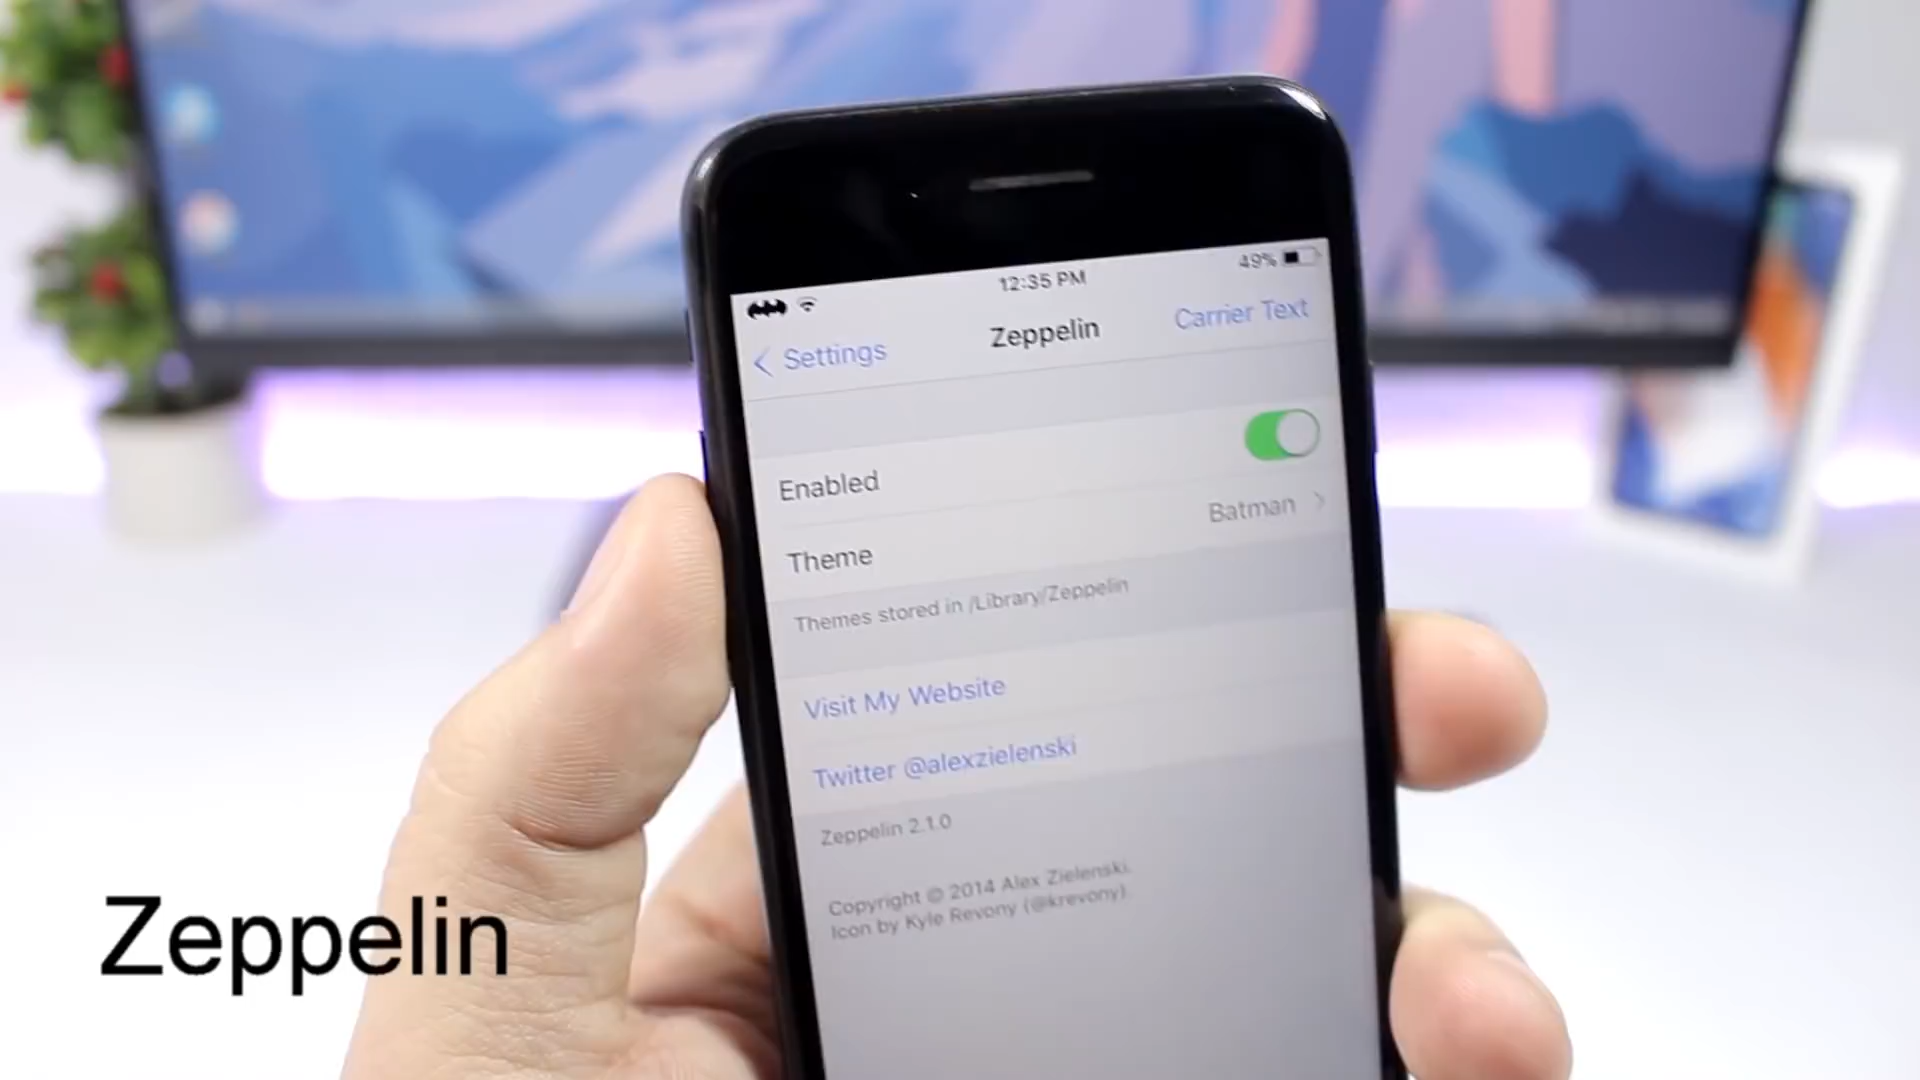 12:35 PM
49%
Settings
Zeppelin
Carrier Text
Enabled
Theme
Batman
Themes stored in /Library/Zeppelin
Visit My Website
Twitter @alexzielenski
Zeppelin 2.1.0
Copyright © 2014 Alex Zielenski.
Icon by Kyle Revony (@krevony).
Zeppelin